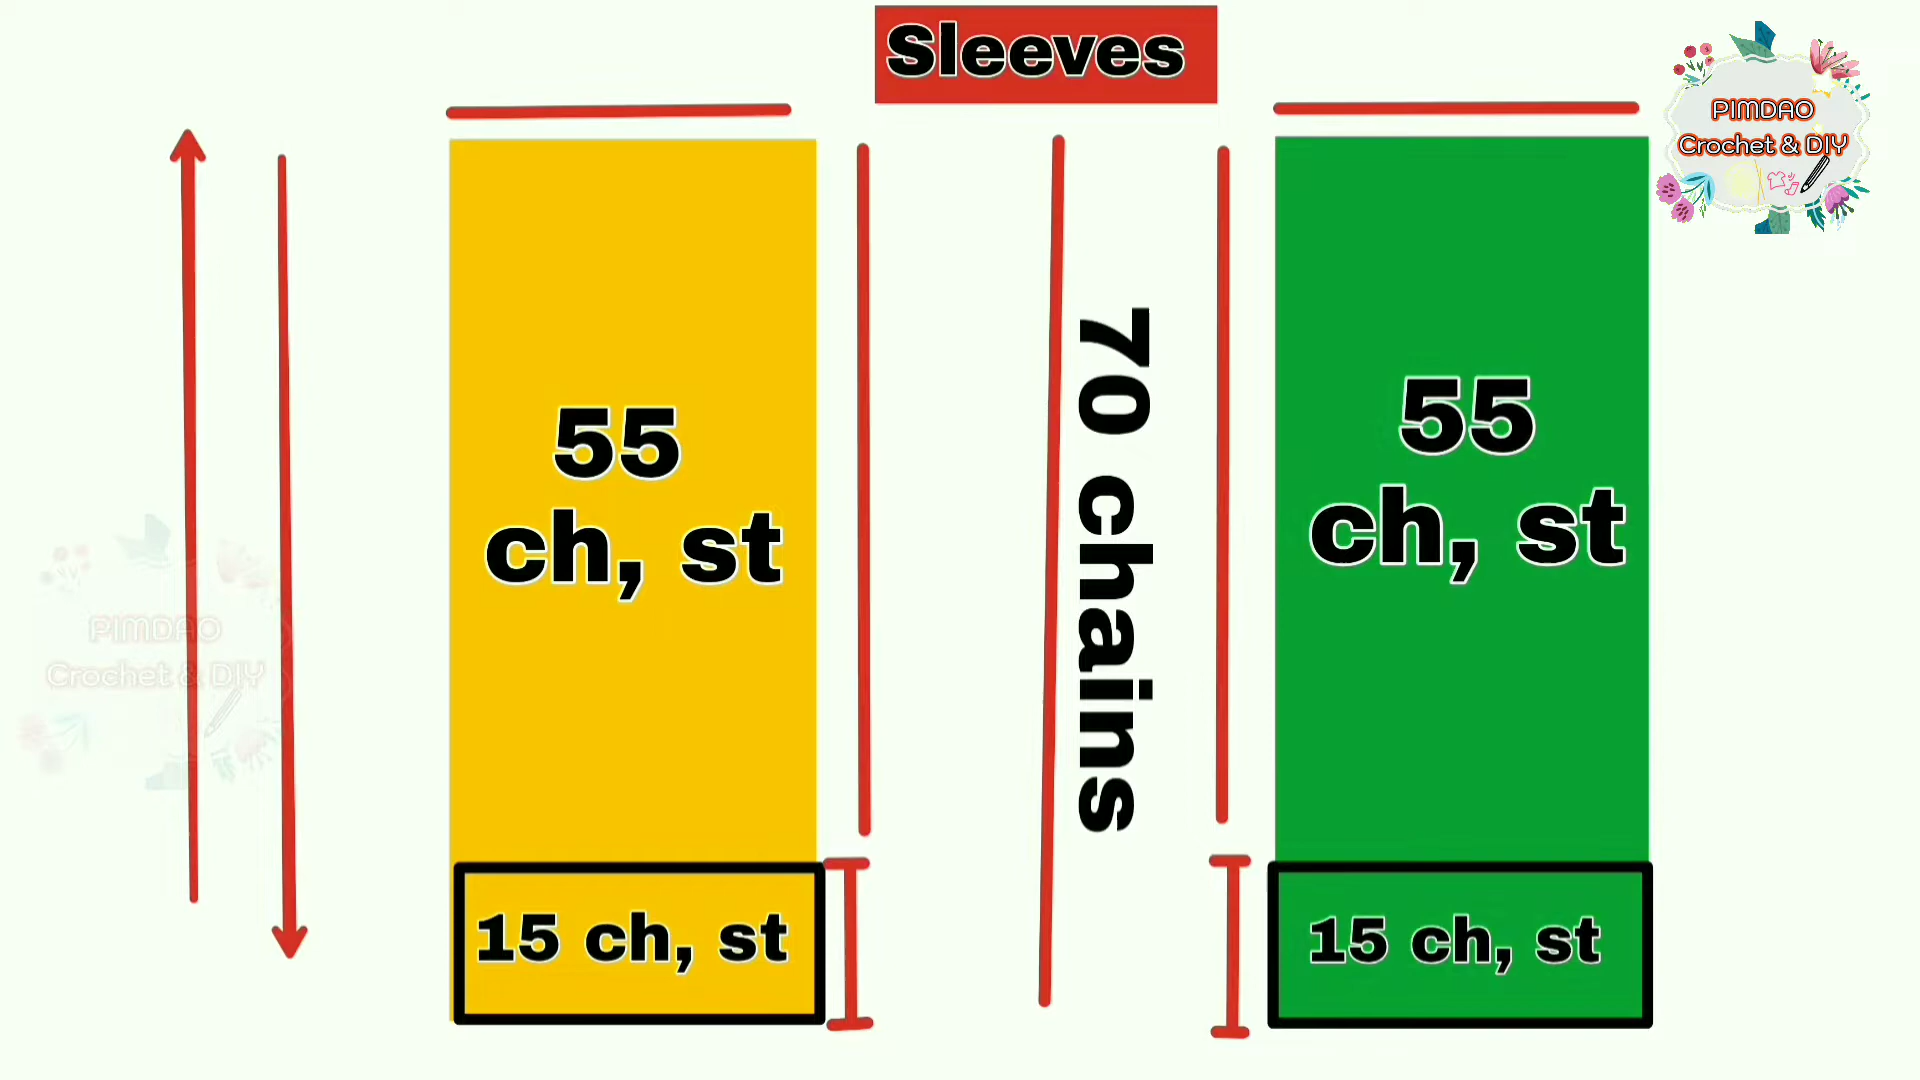 Sleeves
PIMDAO
Crochet & DIY
55
ch, st
70 chains
55
ch, st
PIMDAO
Crochet & DIY
15 ch, st
15 ch, st